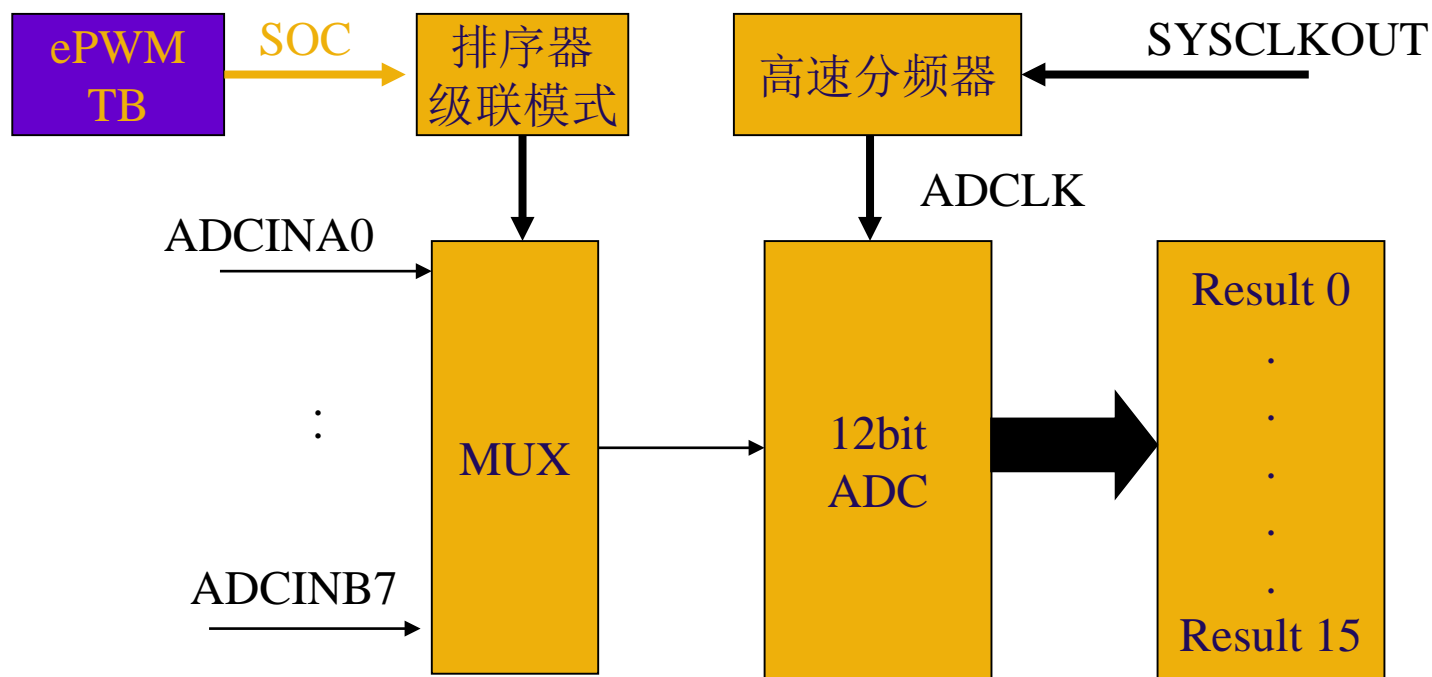 ePWM
TB
SOC
排序器
级联模式
高速分频器
SYSCLKOUT
ADCLK
ADCINA0
:
ADCINB7
MUX
12bit
ADC
Result 0
.
.
.
.
.
Result 15